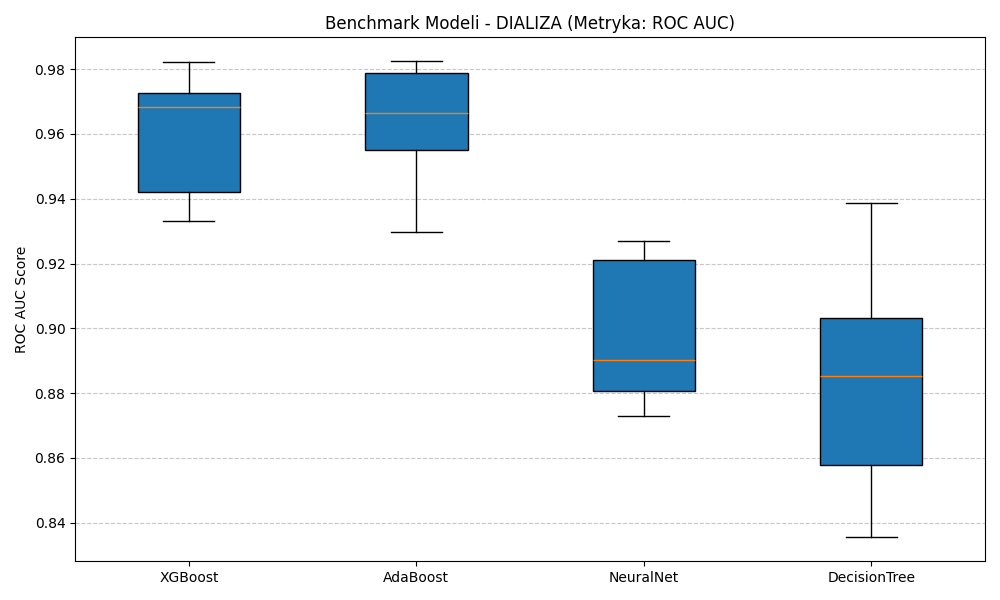 Benchmark Modeli - DIALIZA (Metryka: ROC AUC)
ROC AUC Score
0.98
0.96
0.94
0.92
0.90
0.88
0.86
0.84
XGBoost
AdaBoost
NeuralNet
DecisionTree